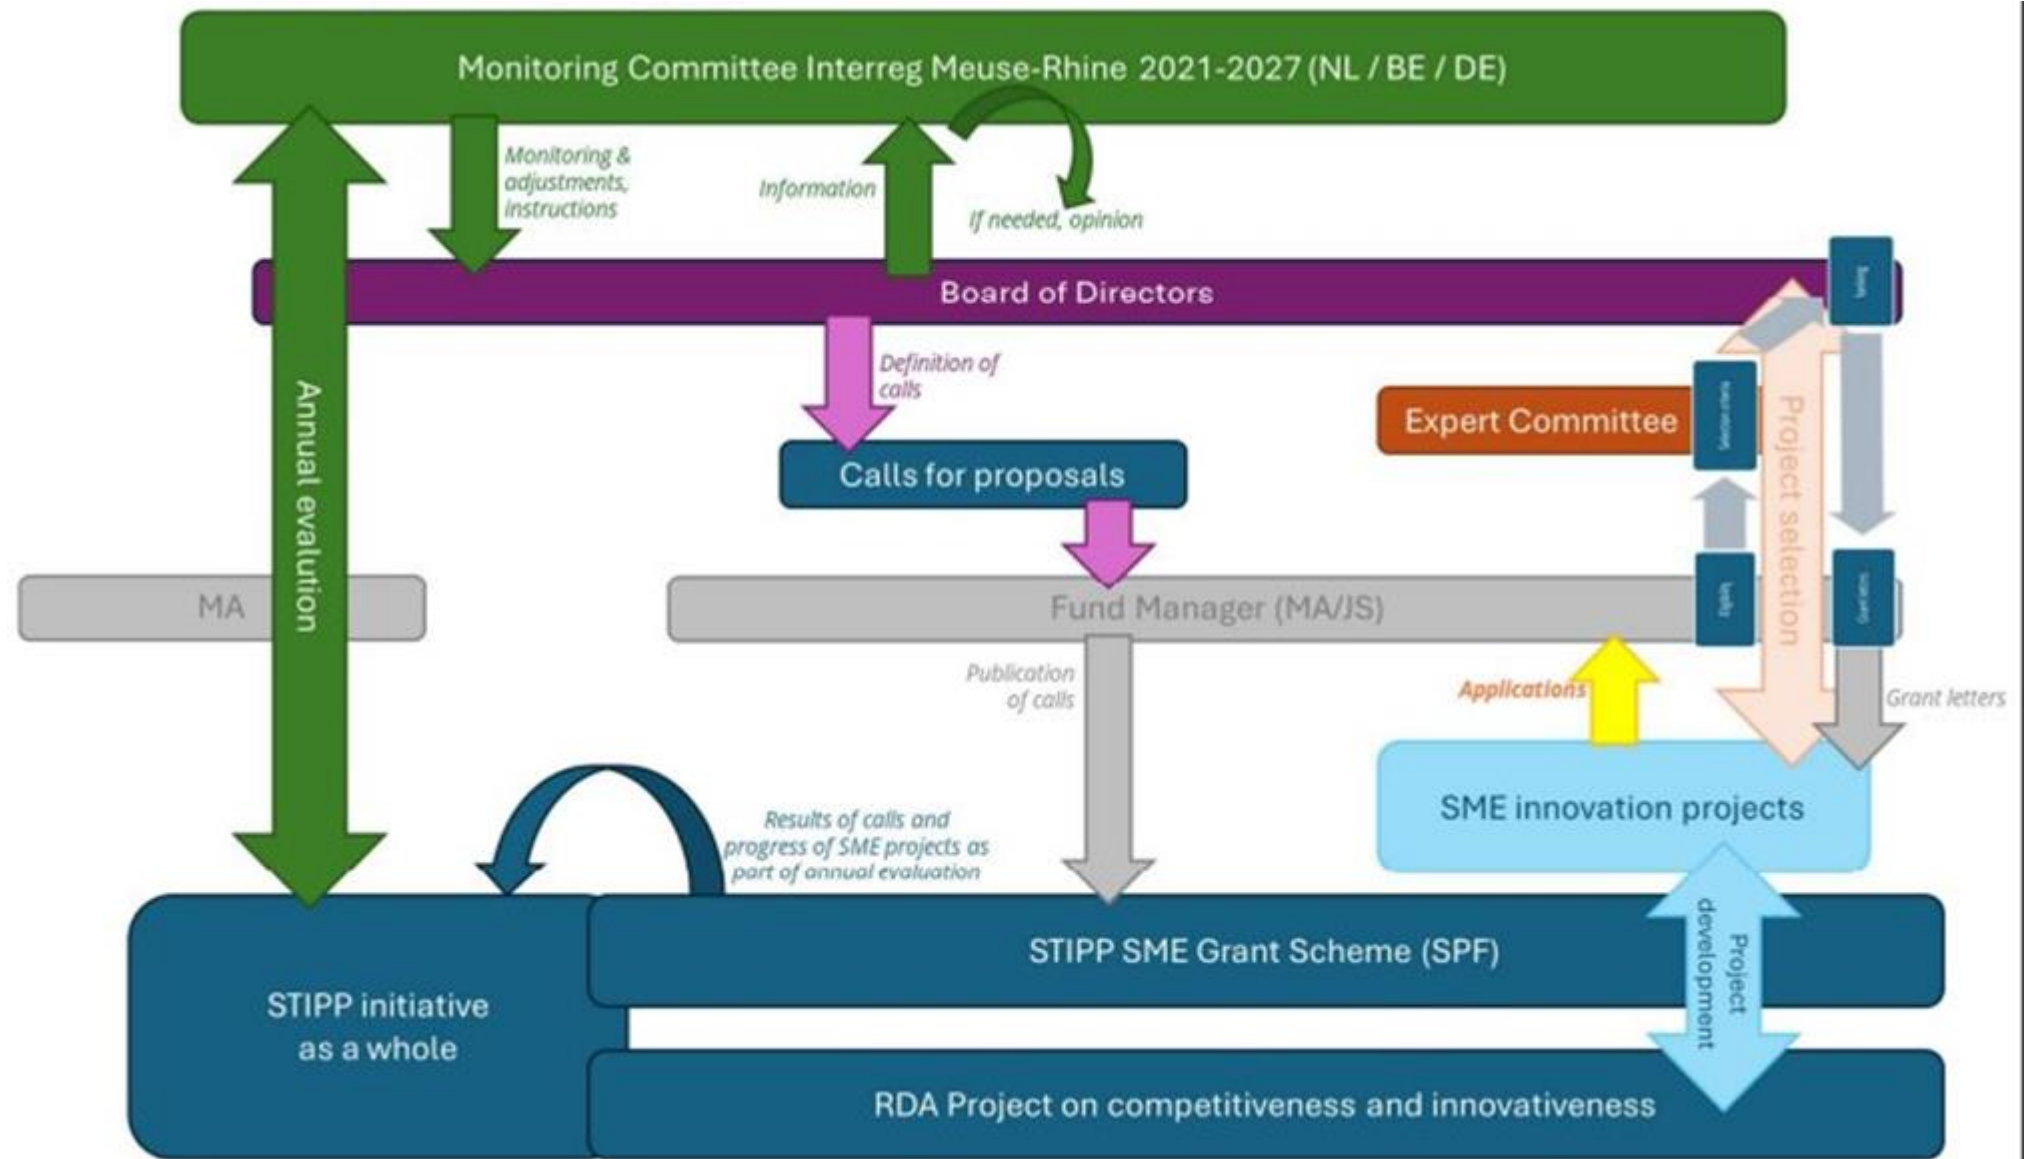 Monitoring Committee Interreg Meuse-Rhine 2021-2027 (NL / BE / DE)
Monitoring &
adjustments,
instructions
Information
If needed, opinion
Board of Directors
Definition of
calls
Calls for proposals
Expert Committee
Project selection
Annual evalution
MA
Fund Manager (MA/JS)
Publication
of calls
Applications
Grant letters
SME innovation projects
Results of calls and
progress of SME projects as
part of annual evaluation
STIPP initiative
as a whole
STIPP SME Grant Scheme (SPF)
Project
development
RDA Project on competitiveness and innovativeness